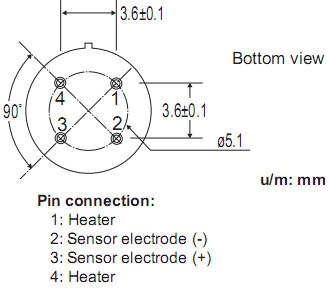 3.6±0.1
Bottom view
4
1
90°
3.6±0.1
3
2
ø5.1
u/m: mm
Pin connection:
1: Heater
2: Sensor electrode (-)
3: Sensor electrode (+)
4: Heater